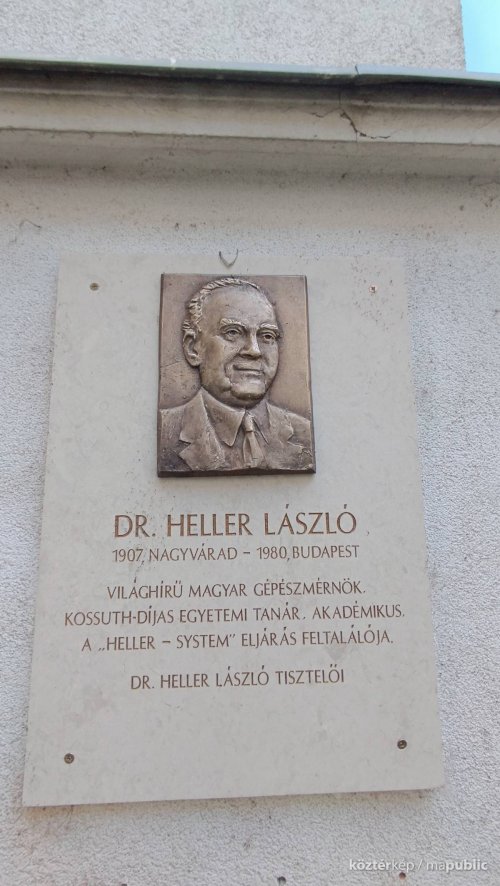 DR. HELLER LÁSZLÓ
1907, NAGYVÁRAD – 1980, BUDAPEST
VILÁGHÍRŰ MAGYAR GÉPÉSZMÉRNÖK,
KOSSUTH-DÍJAS EGYETEMI TANÁR, AKADÉMIKUS,
A „HELLER – SYSTEM" ELJÁRÁS FELTALÁLÓJA.
DR. HELLER LÁSZLÓ TISZTELŐI
köztérkép / mapublic